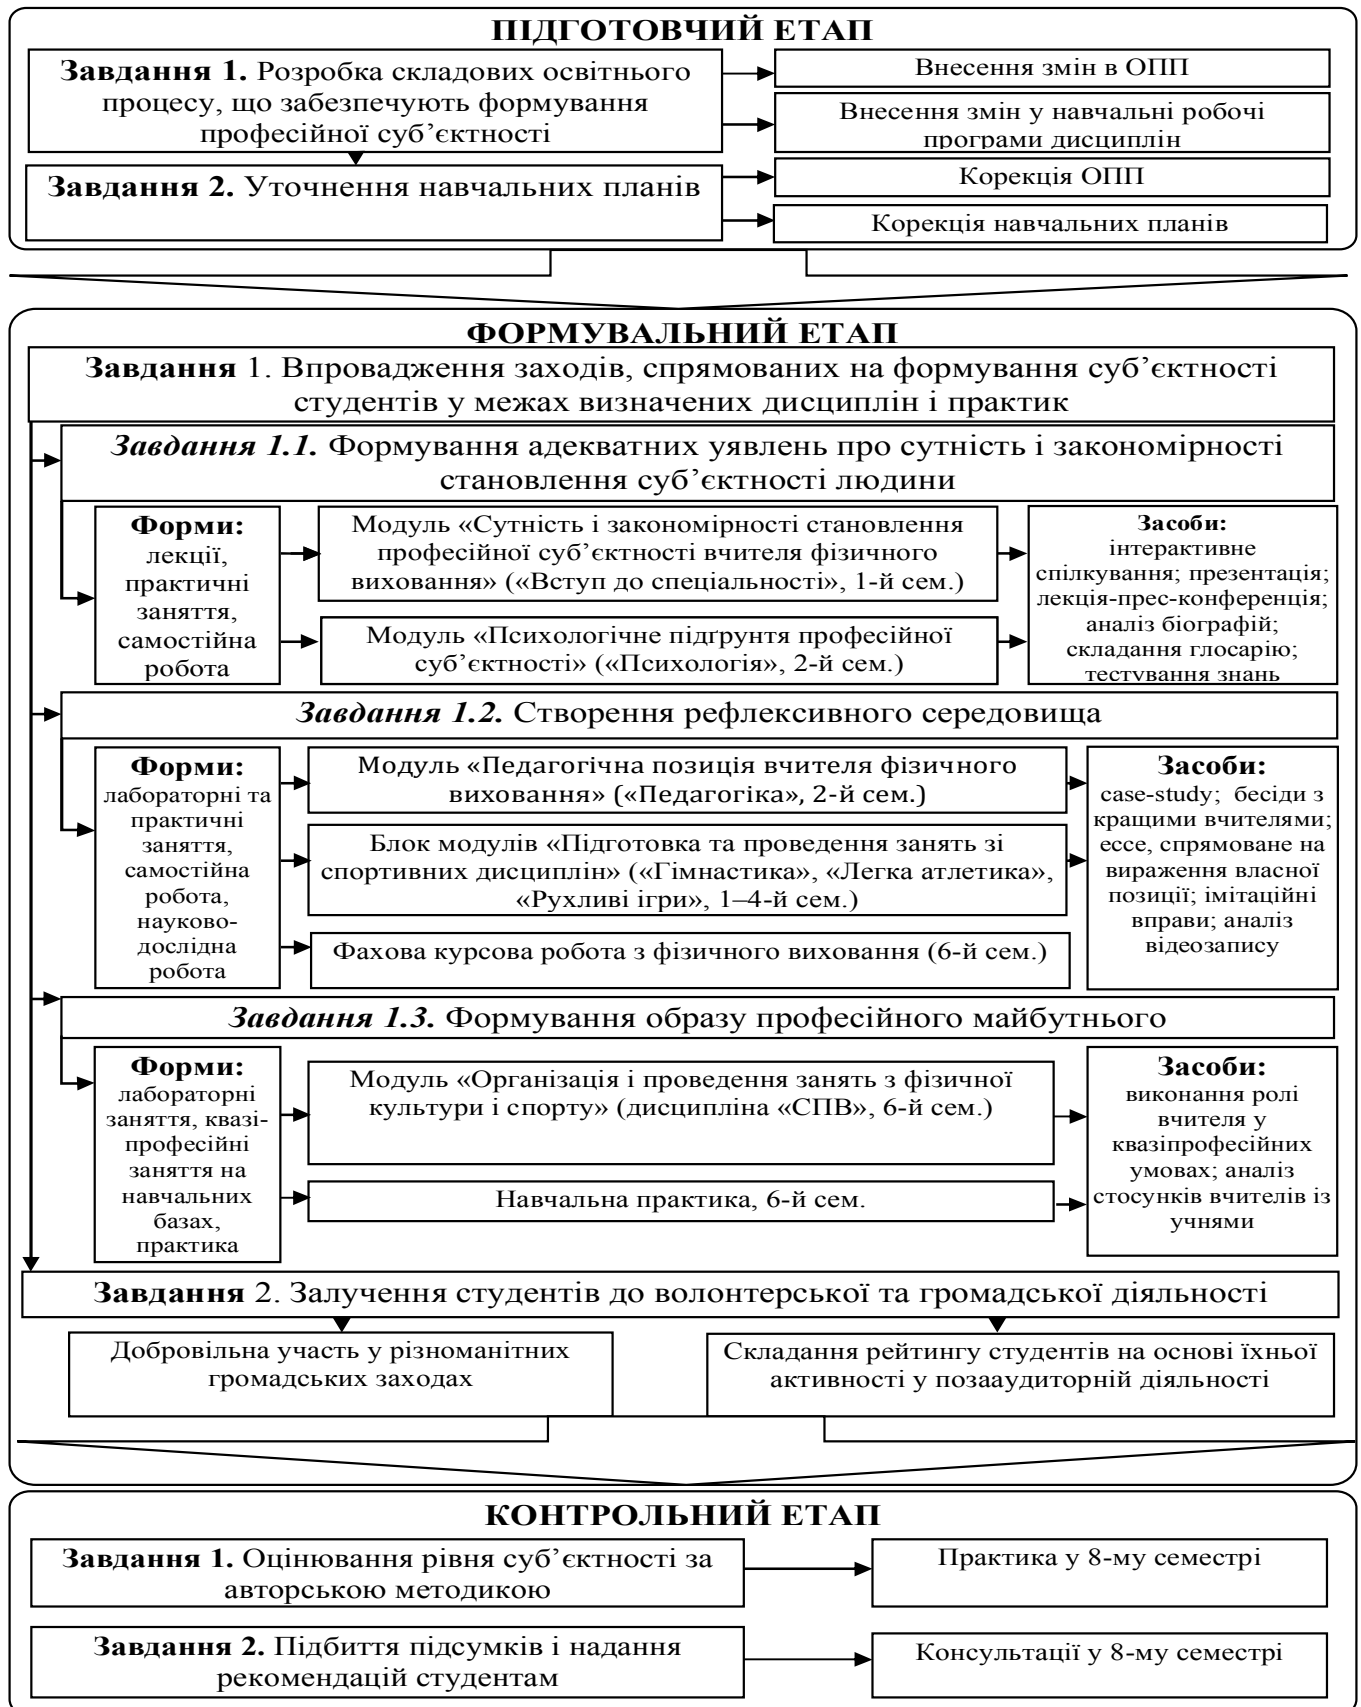 ПІДГОТОВЧИЙ ЕТАП
Завдання 1. Розробка складових освітнього
процесу, що забезпечують формування
професійної суб’єктності
Внесення змін в ОПП
Внесення змін у навчальні робочі
програми дисциплін
Завдання 2. Уточнення навчальних планів
Корекція ОПП
Корекція навчальних планів
ФОРМУВАЛЬНИЙ ЕТАП
Завдання 1. Впровадження заходів, спрямованих на формування суб’єктності
студентів у межах визначених дисциплін і практик
Завдання 1.1. Формування адекватних уявлень про сутність і закономірності
становлення суб’єктності людини
Форми:
лекції,
практичні
заняття,
самостійна
робота
Модуль «Сутність і закономірності становлення
професійної суб’єктності вчителя фізичного
виховання» («Вступ до спеціальності», 1-й сем.)
Модуль «Психологічне підґрунтя професійної
суб’єктності» («Психологія», 2-й сем.)
Засоби:
інтерактивне
спілкування; презентація;
лекція-прес-конференція;
аналіз біографій;
складання глосарію;
тестування знань
Завдання 1.2. Створення рефлексивного середовища
Форми:
лабораторні та
практичні
заняття,
самостійна
робота,
науково-
дослідна
робота
Модуль «Педагогічна позиція вчителя фізичного
виховання» («Педагогіка», 2-й сем.)
Блок модулів «Підготовка та проведення занять зі
спортивних дисциплін» («Гімнастика», «Легка атлетика»,
«Рухливі ігри», 1–4-й сем.)
Фахова курсова робота з фізичного виховання (6-й сем.)
Засоби:
case-study; бесіди з
кращими вчителями;
ессе, спрямоване на
вираження власної
позиції; імітаційні
вправи; аналіз
відеозапису
Завдання 1.3. Формування образу професійного майбутнього
Форми:
лабораторні
заняття, квазі-
професійні
заняття на
навчальних
базах,
практика
Модуль «Організація і проведення занять з фізичної
культури і спорту» (дисципліна «СПВ», 6-й сем.)
Навчальна практика, 6-й сем.
Засоби:
виконання ролі
вчителя у
квазіпрофесійних
умовах; аналіз
стосунків вчителів із
учнями
Завдання 2. Залучення студентів до волонтерської та громадської діяльності
Добровільна участь у різноманітних
громадських заходах
Складання рейтингу студентів на основі їхньої
активності у позааудиторній діяльності
КОНТРОЛЬНИЙ ЕТАП
Завдання 1. Оцінювання рівня суб’єктності за
авторською методикою
Практика у 8-му семестрі
Завдання 2. Підбиття підсумків і надання
рекомендацій студентам
Консультації у 8-му семестрі